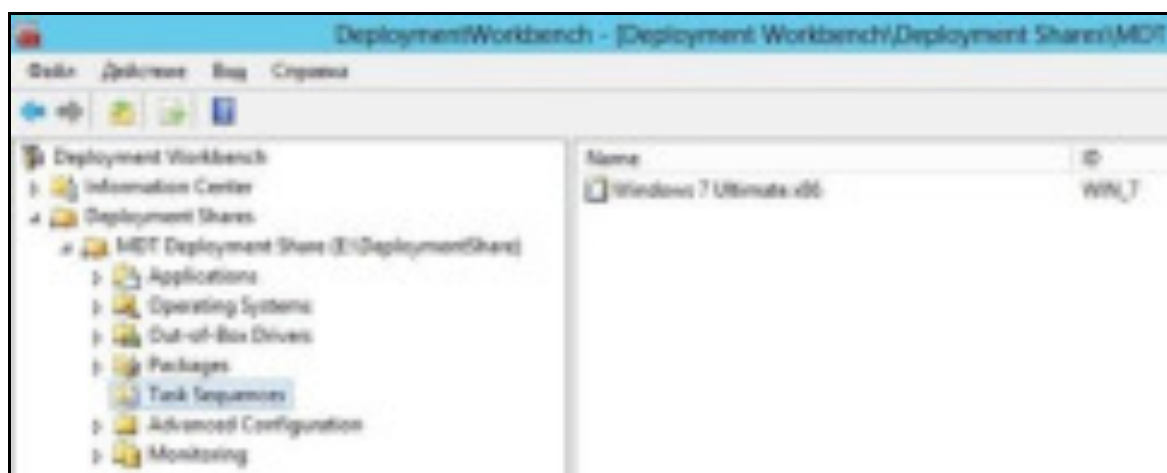 DeploymentWorkbench - [Deployment Workbench\Deployment Shares\MDT
Файл Действие Вид Справка
Deployment Workbench
Information Center
Deployment Shares
MDT Deployment Share (E:\DeploymentShare)
Applications
Operating Systems
Out-of-Box Drivers
Packages
Task Sequences
Advanced Configuration
Monitoring
Name ID
Windows 7 Ultimate x86 WIN_7